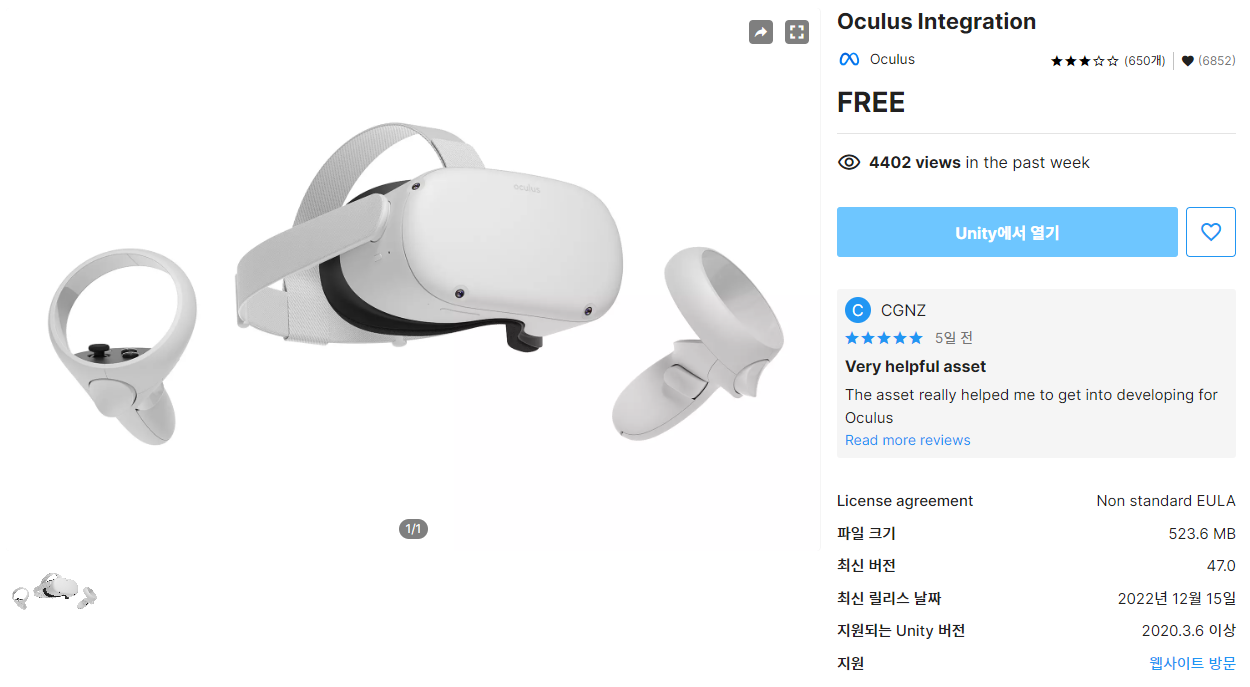 Oculus Integration
Oculus
★★★☆☆ (650개) (6852)
FREE
4402 views in the past week
Unity에서 열기
C CGNZ
★★★★★ 5일 전
Very helpful asset
The asset really helped me to get into developing for
Oculus
Read more reviews
License agreement Non standard EULA
파일 크기 523.6 MB
최신 버전 47.0
최신 릴리스 날짜 2022년 12월 15일
지원되는 Unity 버전 2020.3.6 이상
지원 웹사이트 방문
oculus
1/1